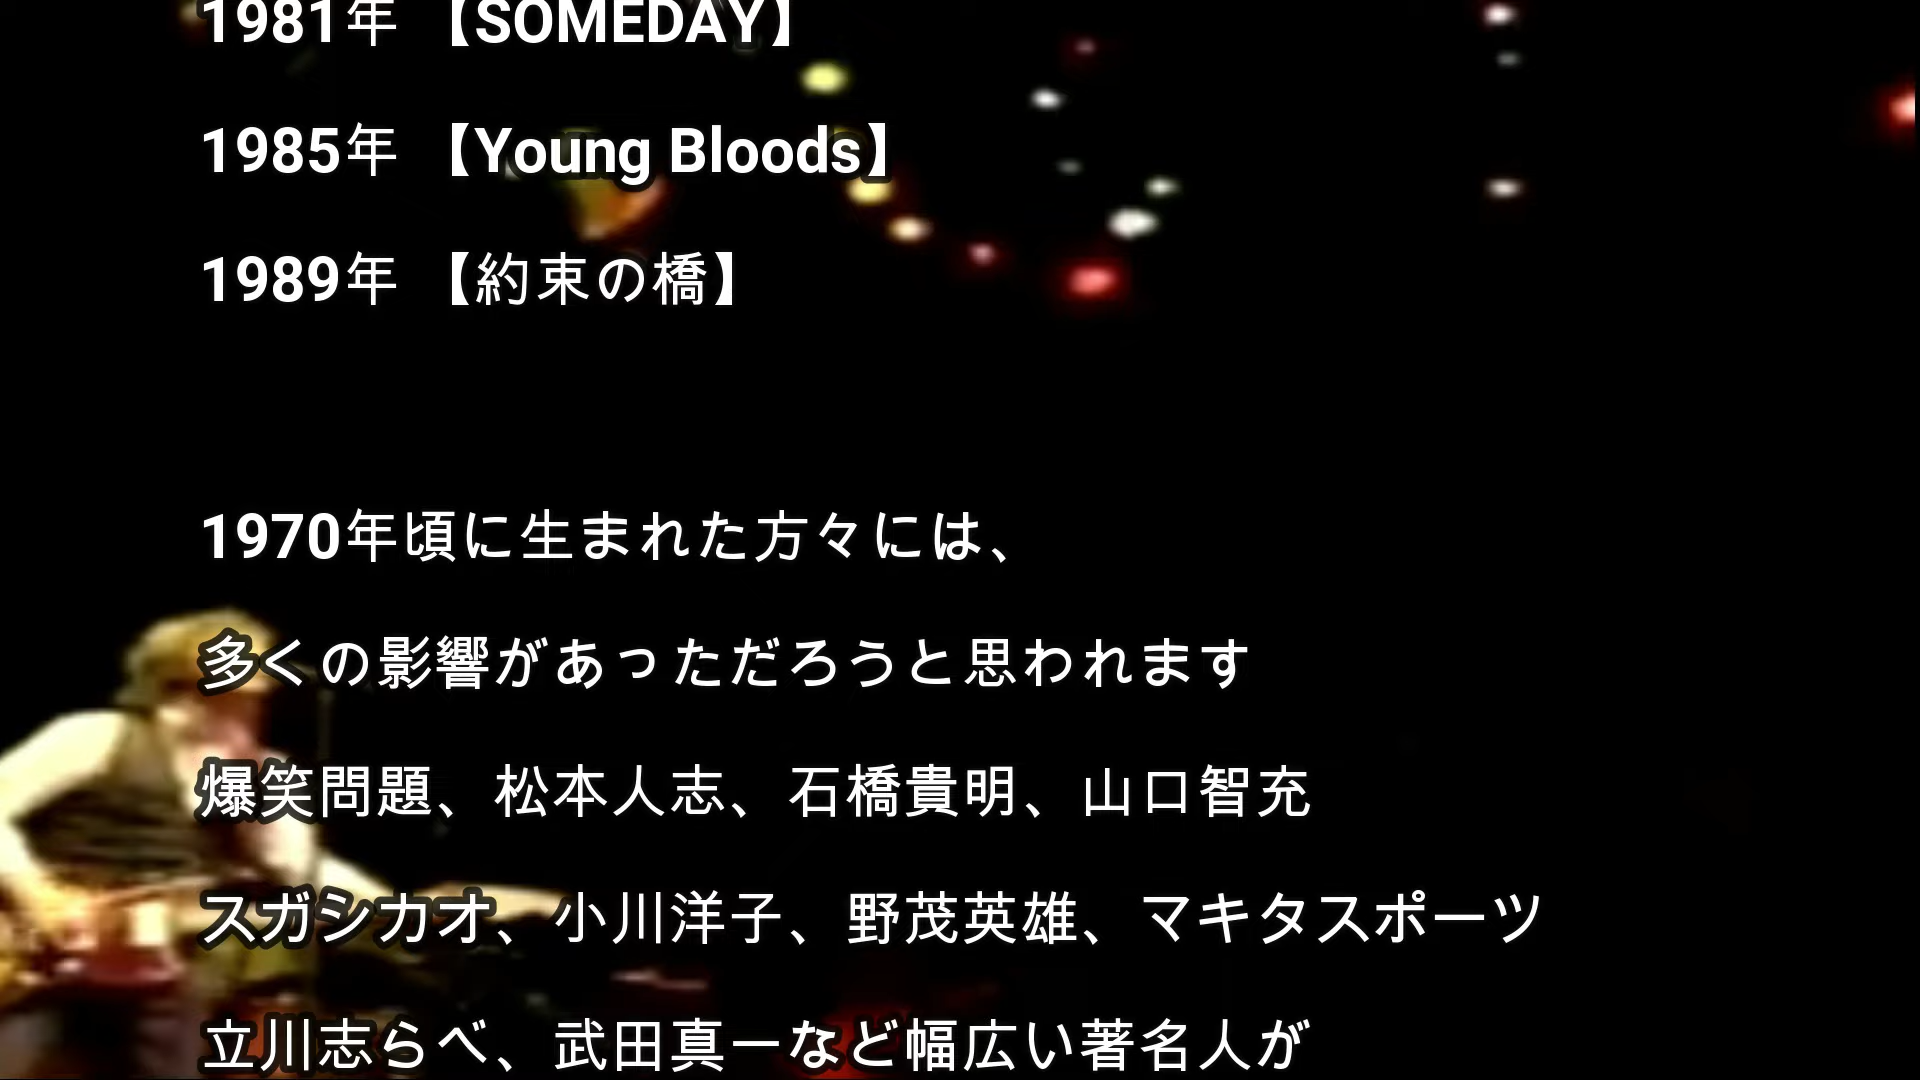 1981年 【SOMEDAY】
1985年 【Young Bloods】
1989年 【約束の橋】
1970年頃に生まれた方々には、
多くの影響があっただろうと思われます
爆笑問題、松本人志、石橋貴明、山口智充
スガシカオ、小川洋子、野茂英雄、マキタスポーツ
立川志らべ、武田真一など幅広い著名人が